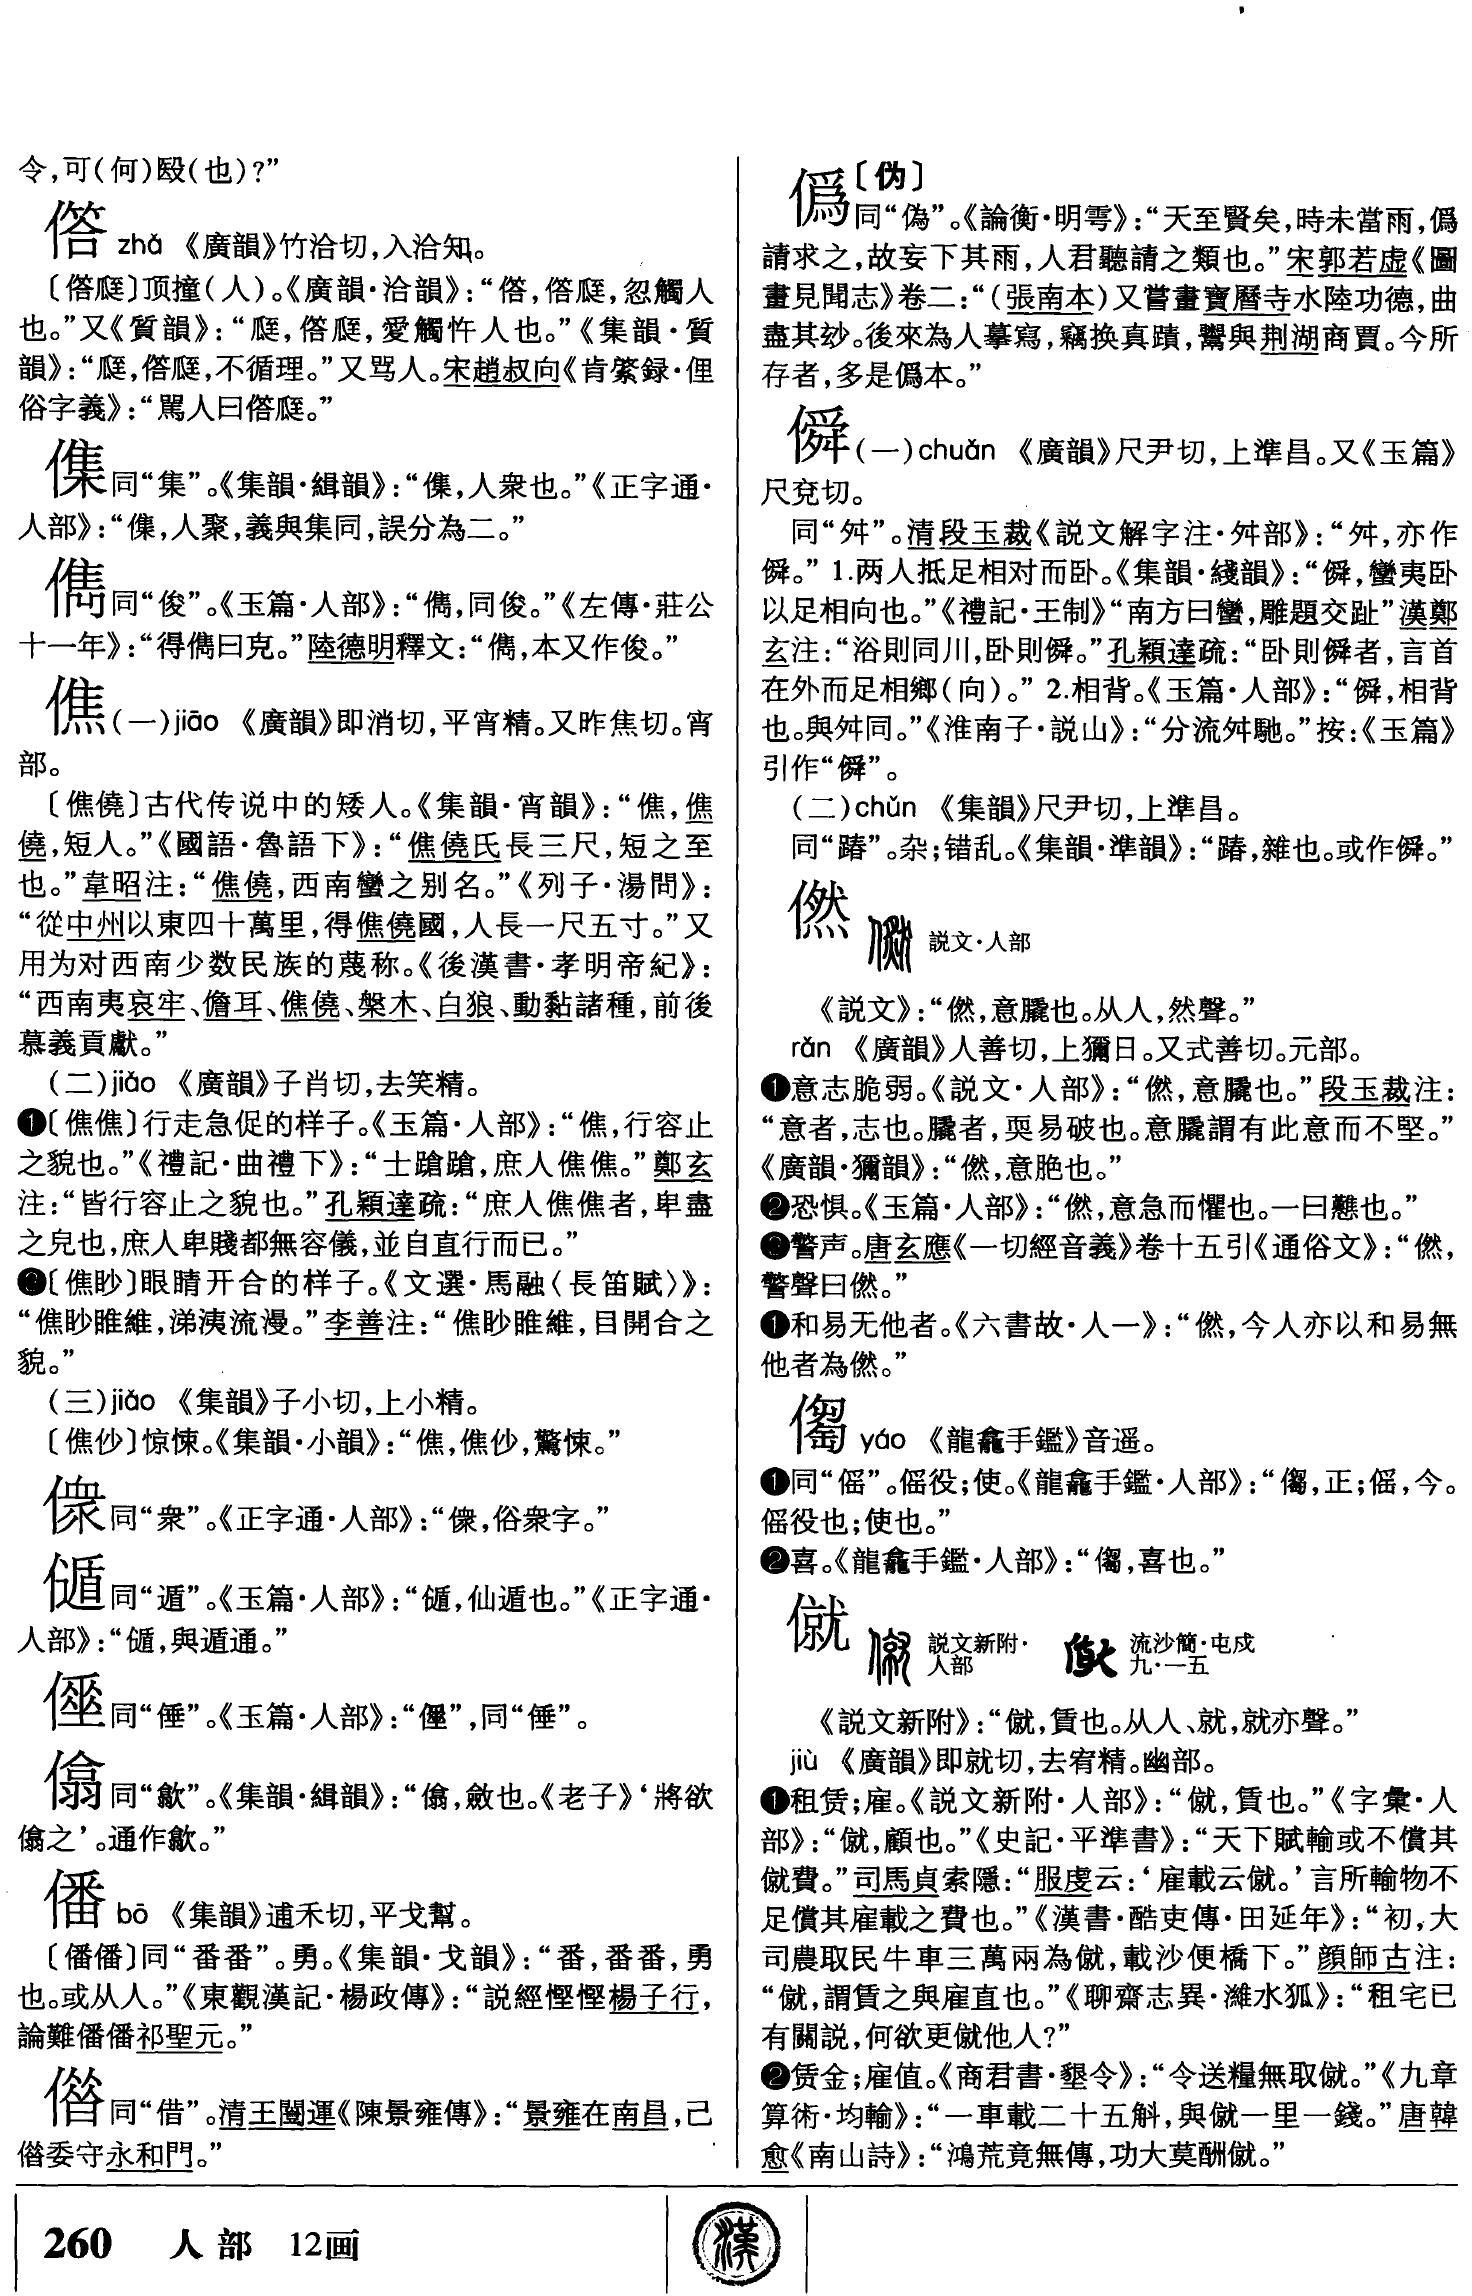 令，可（何）殹（也）？”
偺 zhǎ 《廣韻》竹洽切，入洽知。
〔㒎㾑〕顶撞（人）。《廣韻·洽韻》：“㒎，㒎㾑，忽觸人
也。”又《質韻》：“㾑，㒎㾑，愛觸忤人也。”《集韻·質
韻》：“㾑，㒎㾑，不循理。”又骂人。宋趙叔向《肯綮録·俚
俗字義》：“罵人曰㒎㾑。”
㒫同“集”。《集韻·緝韻》：“㒫，人衆也。”《正字通·
人部》：“㒫，人聚，義與集同，誤分為二。”
儁同“俊”。《玉篇·人部》：“儁，同俊。”《左傳·莊公
十一年》：“得儁曰克。”陸德明釋文：“儁，本又作俊。”
僬（一）jiāo 《廣韻》即消切，平宵精。又昨焦切。宵
部。
〔僬僥〕古代传说中的矮人。《集韻·宵韻》：“僬，僬
僥，短人。”《國語·魯語下》：“僬僥氏長三尺，短之至
也。”韋昭注：“僬僥，西南蠻之别名。”《列子·湯問》：
“從中州以東四十萬里，得僬僥國，人長一尺五寸。”又
用为对西南少数民族的蔑称。《後漢書·孝明帝紀》：
“西南夷哀牢、儋耳、僬僥、槃木、白狼、動黏諸種，前後
慕義貢獻。”
（二）jiào 《廣韻》子肖切，去笑精。
❶〔僬僬〕行走急促的样子。《玉篇·人部》：“僬，行容止
之貌也。”《禮記·曲禮下》：“士蹌蹌，庶人僬僬。”鄭玄
注：“皆行容止之貌也。”孔穎達疏：“庶人僬僬者，卑盡
之皃也，庶人卑賤都無容儀，並自直行而已。”
❷〔僬眇〕眼睛开合的样子。《文選·馬融〈長笛賦〉》：
“僬眇睢維，涕洟流漫。”李善注：“僬眇睢維，目開合之
貌。”
（三）jiǎo 《集韻》子小切，上小精。
〔僬仯〕惊悚。《集韻·小韻》：“僬，僬仯，驚悚。”
同“衆”。《正字通·人部》：“，俗衆字。”
同“遁”。《玉篇·人部》：“，仙遁也。”《正字通·
人部》：“，與遁通。”
同“倕”。《玉篇·人部》：“”，同“倕”。
僋同“歙”。《集韻·緝韻》：“㒆，斂也。《老子》‘將欲
㒆之’。通作歙。”
僠 bō 《集韻》逋禾切，平戈幫。
〔僠僠〕同“番番”。勇。《集韻·戈韻》：“番，番番，勇
也。或从人。”《東觀漢記·楊政傳》：“説經慳慳楊子行，
論難僠僠祁聖元。”
同“借”。清王闓運《陳景雍傳》：“景雍在南昌，己
委守永和門。”
僞〔伪〕
同“偽”。《論衡·明雩》：“天至賢矣，時未當雨，僞
請求之，故妄下其雨，人君聽請之類也。”宋郭若虚《圖
畫見聞志》卷二：“（張南本）又嘗畫寶曆寺水陸功德，曲
盡其玅。後來為人摹寫，竊换真蹟，鬻與荆湖商賈。今所
存者，多是僞本。”
僢（一）chuǎn 《廣韻》尺尹切，上準昌。又《玉篇》
尺兗切。
同“舛”。清段玉裁《説文解字注·舛部》：“舛，亦作
僢。” 1.两人抵足相对而卧。《集韻·綫韻》：“僢，蠻夷卧
以足相向也。”《禮記·王制》“南方曰蠻，雕題交趾”漢鄭
玄注：“浴則同川，卧則僢。”孔穎達疏：“卧則僢者，言首
在外而足相鄉（向）。” 2.相背。《玉篇·人部》：“僢，相背
也。與舛同。”《淮南子·説山》：“分流舛馳。”按：《玉篇》
引作“僢”。
（二）chǔn 《集韻》尺尹切，上準昌。
同“踳”。杂；错乱。《集韻·準韻》：“踳，雜也。或作僢。”
㒄 説文·人部
《説文》：“㒄，意膬也。从人，然聲。”
rǎn 《廣韻》人善切，上獮日。又式善切。元部。
❶意志脆弱。《説文·人部》：“㒄，意膬也。”段玉裁注：
“意者，志也。膬者，耎易破也。意膬謂有此意而不堅。”
《廣韻·獮韻》：“㒄，意脃也。”
❷恐惧。《玉篇·人部》：“㒄，意急而懼也。一曰戁也。”
❸警声。唐玄應《一切經音義》卷十五引《通俗文》：“㒄，
警聲曰㒄。”
❶和易无他者。《六書故·人一》：“㒄，今人亦以和易無
他者為㒄。”
yáo 《龍龕手鑑》音遥。
❶同“傜”。傜役；使。《龍龕手鑑·人部》：“，正；傜，今。
傜役也；使也。”
❷喜。《龍龕手鑑·人部》：“，喜也。”
僦 説文新附· 流沙簡·屯戍
人部 九·一五
《説文新附》：“僦，賃也。从人、就，就亦聲。”
jiù 《廣韻》即就切，去宥精。幽部。
❶租赁；雇。《説文新附·人部》：“僦，賃也。”《字彙·人
部》：“僦，顧也。”《史記·平準書》：“天下賦輸或不償其
僦費。”司馬貞索隱：“服虔云：‘雇載云僦。’言所輸物不
足償其雇載之費也。”《漢書·酷吏傳·田延年》：“初，大
司農取民牛車三萬兩為僦，載沙便橋下。”顔師古注：
“僦，謂賃之與雇直也。”《聊齋志異·濰水狐》：“租宅已
有關説，何欲更僦他人？”
❷赁金；雇值。《商君書·墾令》：“令送糧無取僦。”《九章
算術·均輸》：“一車載二十五斛，與僦一里一錢。”唐韓
愈《南山詩》：“鴻荒竟無傳，功大莫酬僦。”
260 人部 12画
漢